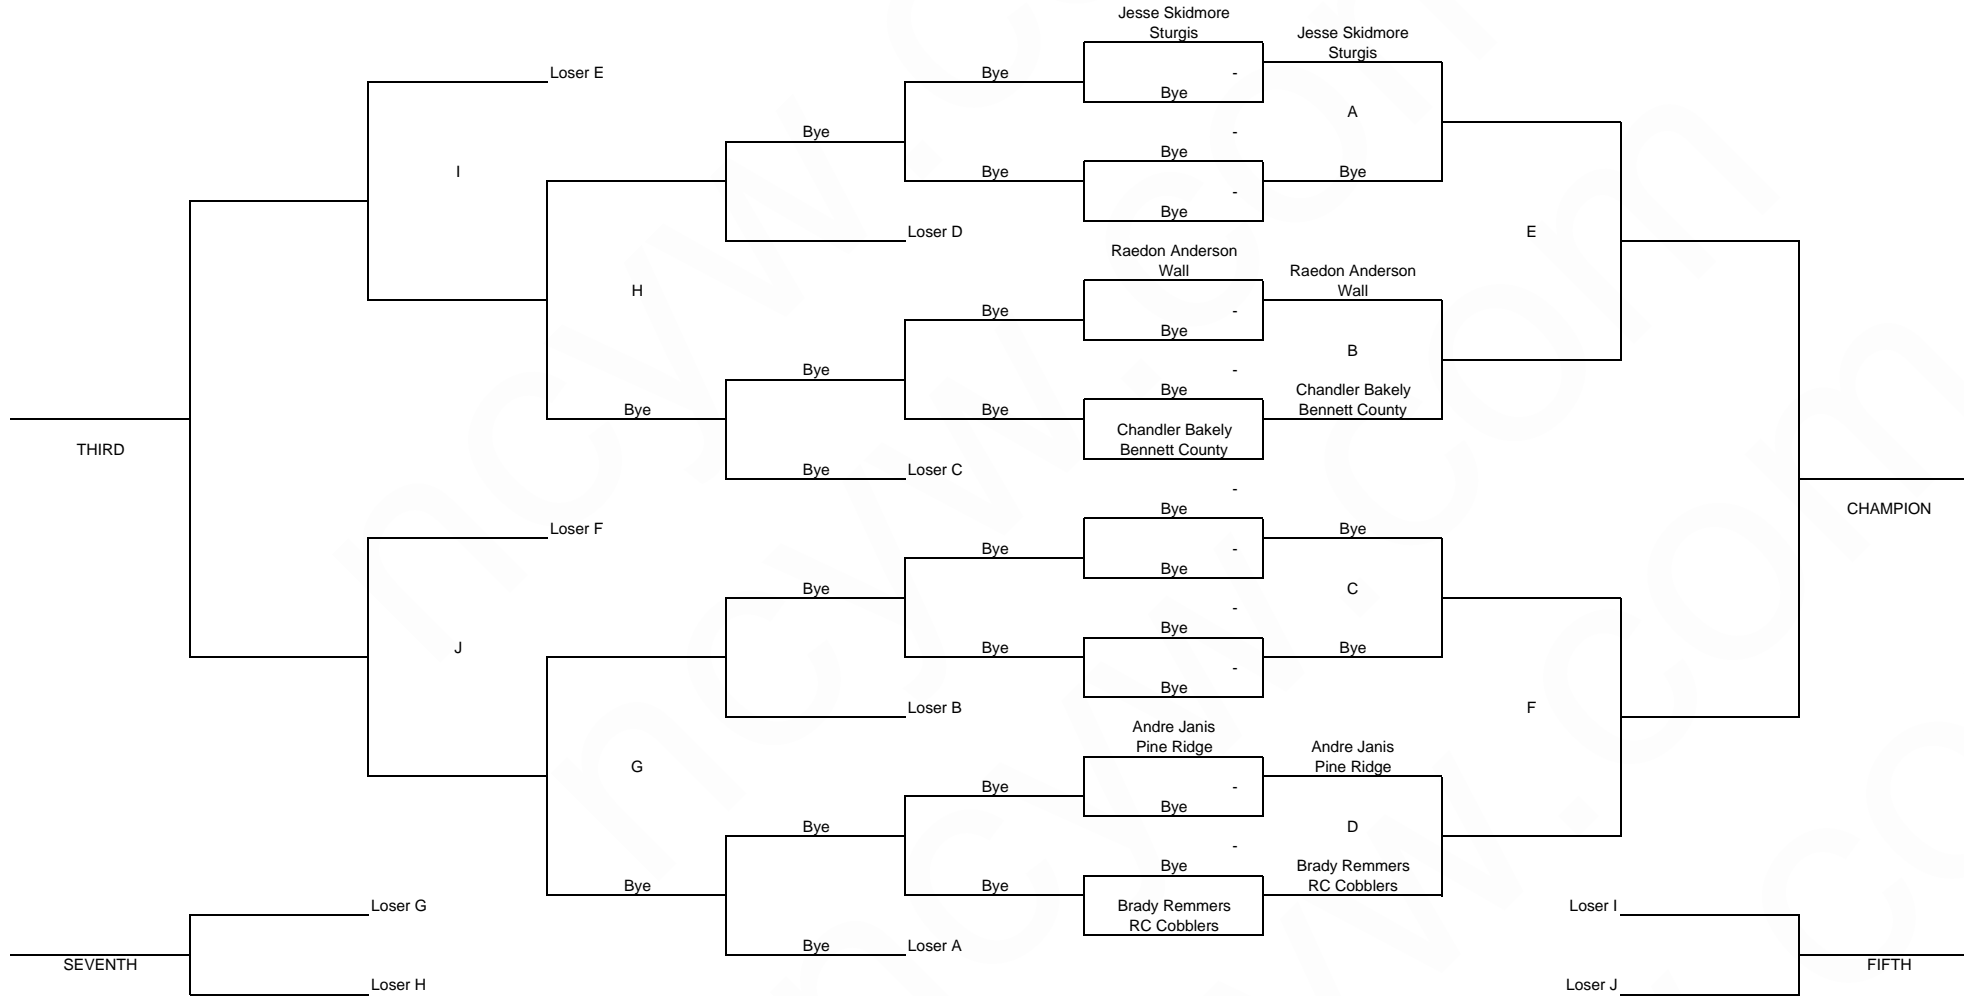 Jesse Skidmore
Sturgis
Jesse Skidmore
Sturgis
Loser E
Bye
-
Bye
A
Bye
-
Bye
I
Bye
Bye
-
Bye
Loser D
E
Raedon Anderson
Wall
Raedon Anderson
Wall
H
Bye
-
Bye
B
Bye
-
Bye
Chandler Bakely
Bennett County
Bye
Bye
Chandler Bakely
Bennett County
THIRD
Bye
Loser C
-
Bye
CHAMPION
Loser F
Bye
Bye
-
Bye
Bye
C
-
Bye
J
Bye
Bye
-
Bye
Loser B
F
Andre Janis
Pine Ridge
Andre Janis
Pine Ridge
G
Bye
-
Bye
Bye
D
-
Bye
Brady Remmers
RC Cobblers
Bye
Bye
Brady Remmers
RC Cobblers
Loser G
Loser I
Bye
Loser A
SEVENTH
FIFTH
Loser H
Loser J
ncyw.com